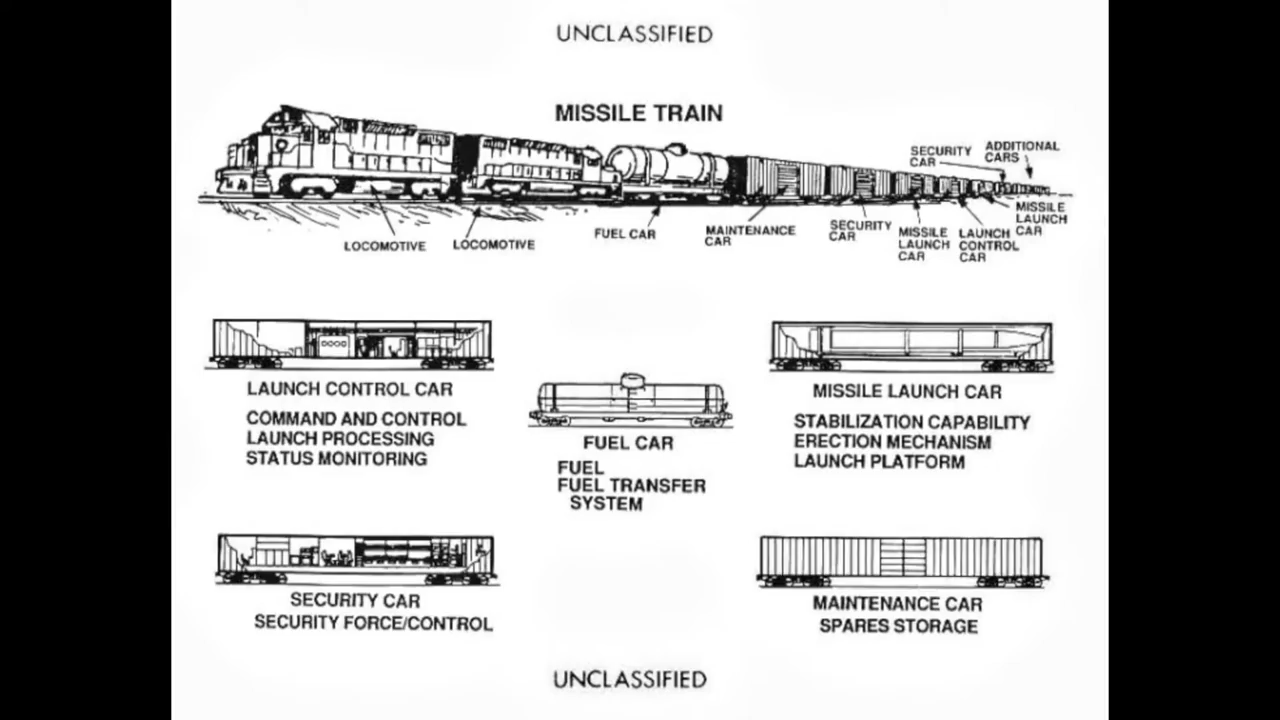 UNCLASSIFIED
MISSILE TRAIN
SECURITY
CAR
ADDITIONAL
CARS
LOCOMOTIVE
LOCOMOTIVE
FUEL CAR
MAINTENANCE
CAR
SECURITY
CAR
MISSILE
LAUNCH
CAR
LAUNCH
CONTROL
CAR
MISSILE
LAUNCH
CAR
LAUNCH CONTROL CAR
COMMAND AND CONTROL
LAUNCH PROCESSING
STATUS MONITORING
FUEL CAR
FUEL
FUEL TRANSFER
SYSTEM
MISSILE LAUNCH CAR
STABILIZATION CAPABILITY
ERECTION MECHANISM
LAUNCH PLATFORM
SECURITY CAR
SECURITY FORCE/CONTROL
MAINTENANCE CAR
SPARES STORAGE
UNCLASSIFIED